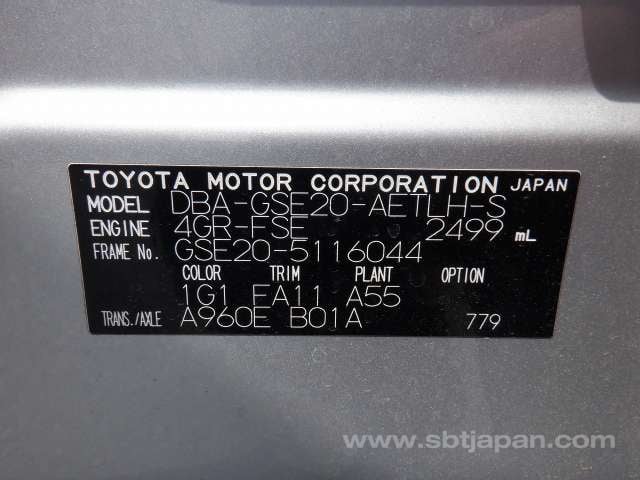 TOYOTA MOTOR CORPORATION JAPAN
MODEL DBA-GSE20-AETLH-S
ENGINE 4GR-FSE 2499 mL
FRAME No. GSE20-5116044
COLOR TRIM PLANT OPTION
1G1 FA11 A55
TRANS./AXLE A960E B01A 779
www.sbtjapan.com